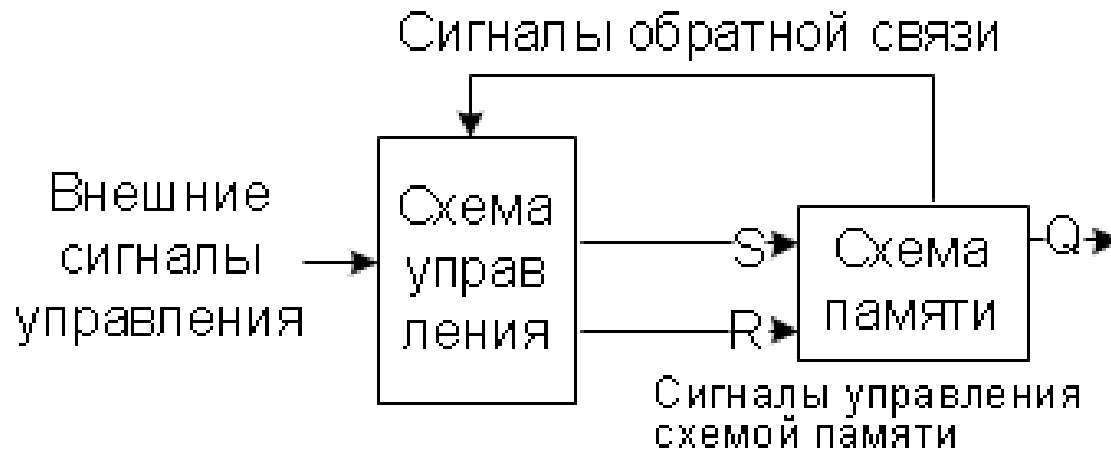 Сигналы обратной связи
Внешние
сигналы
управления
Схема
управ
ления
S
R
Схема
памяти
Q
Сигналы управления
схемой памяти